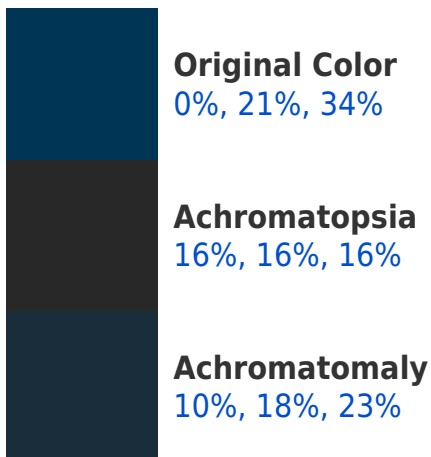 Original Color
0%, 21%, 34%
Achromatopsia
16%, 16%, 16%
Achromatomaly
10%, 18%, 23%